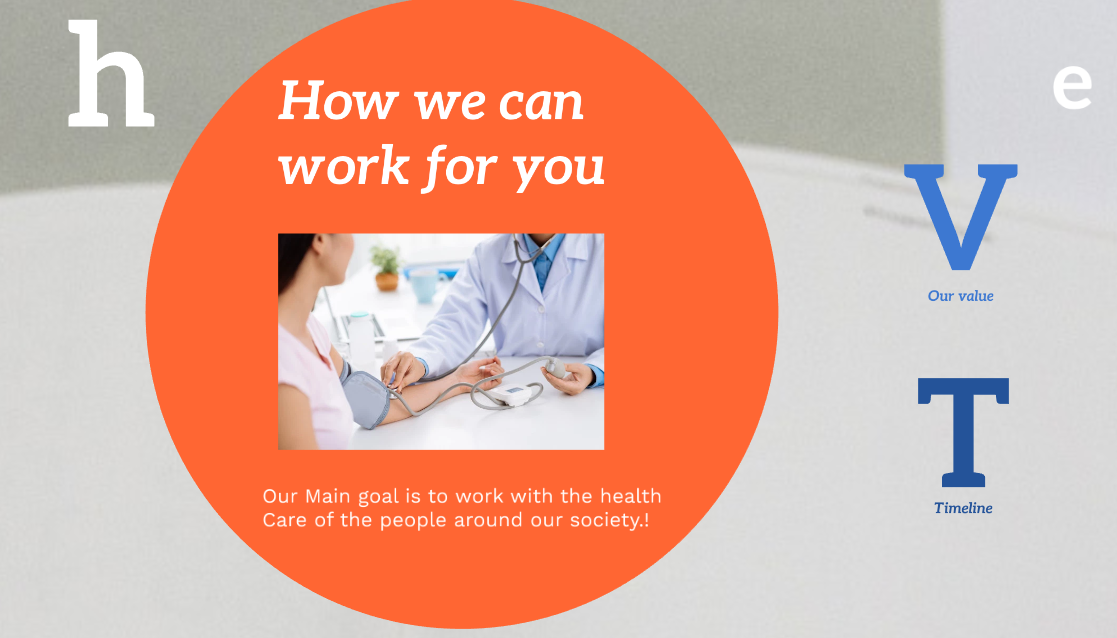 h
How we can
work for you
Our Main goal is to work with the health
Care of the people around our society.!
e
V
Our value
T
Timeline